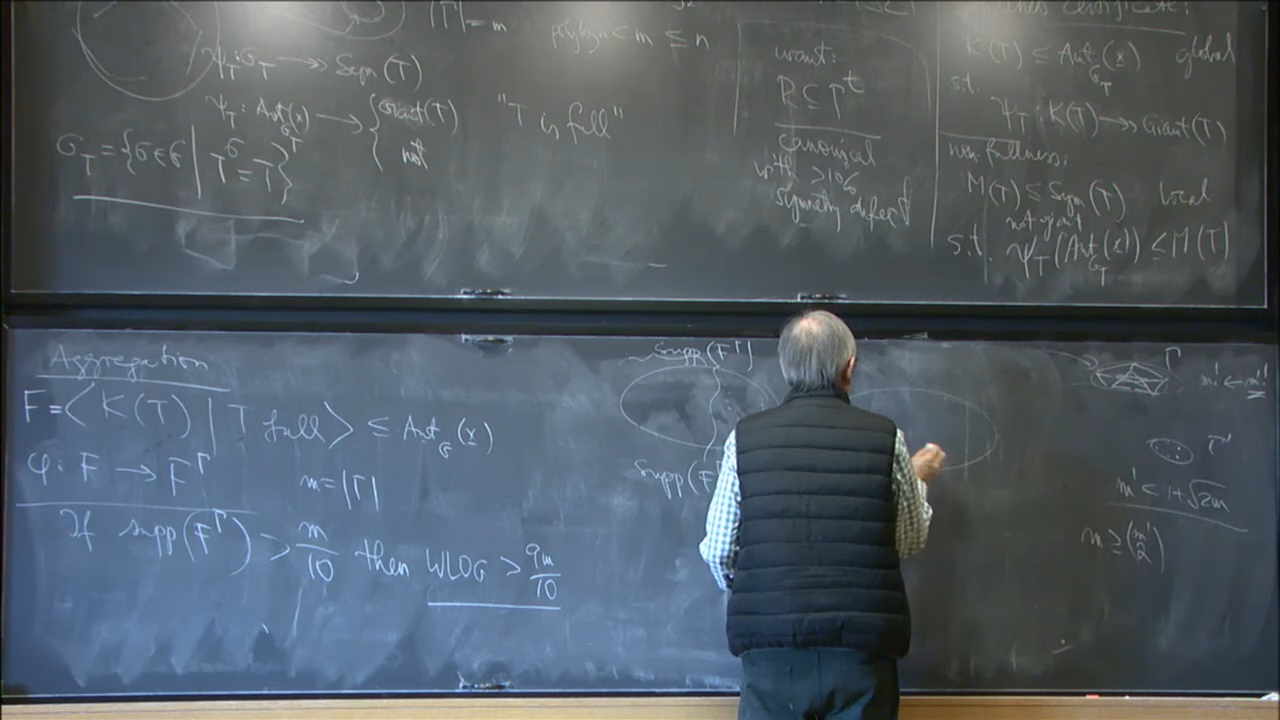 |Γ| = m
polylog n < m ≤ n
ψ_T : G_T ↠ Sym(T)
ψ_T : Aut_{G_T}(x) → { Giant(T)
not
"T is full"
G_T = {σ∈G | T^σ = T}
want:
R ⊆ Γ^t
canonical
with >10%
symmetry defect
K(T) ≤ Aut_{G_T}(x) global
s.t.
ψ_T : K(T) ↠ Giant(T)
non fullness:
M(T) ≤ Sym(T) local
not giant
s.t. ψ_T(Aut_{G_T}(x)) ≤ M(T)
Aggregation
F = ⟨K(T) | T full⟩ ≤ Aut_G(x)
φ : F → F^Γ
m = |Γ|
If supp(F^Γ) > m/10 then WLOG > 9m/10
supp(F^Γ)
supp(F
Γ
m' ← m'
Γ'
m' < 1+√2m
m ≥ (m' 2)